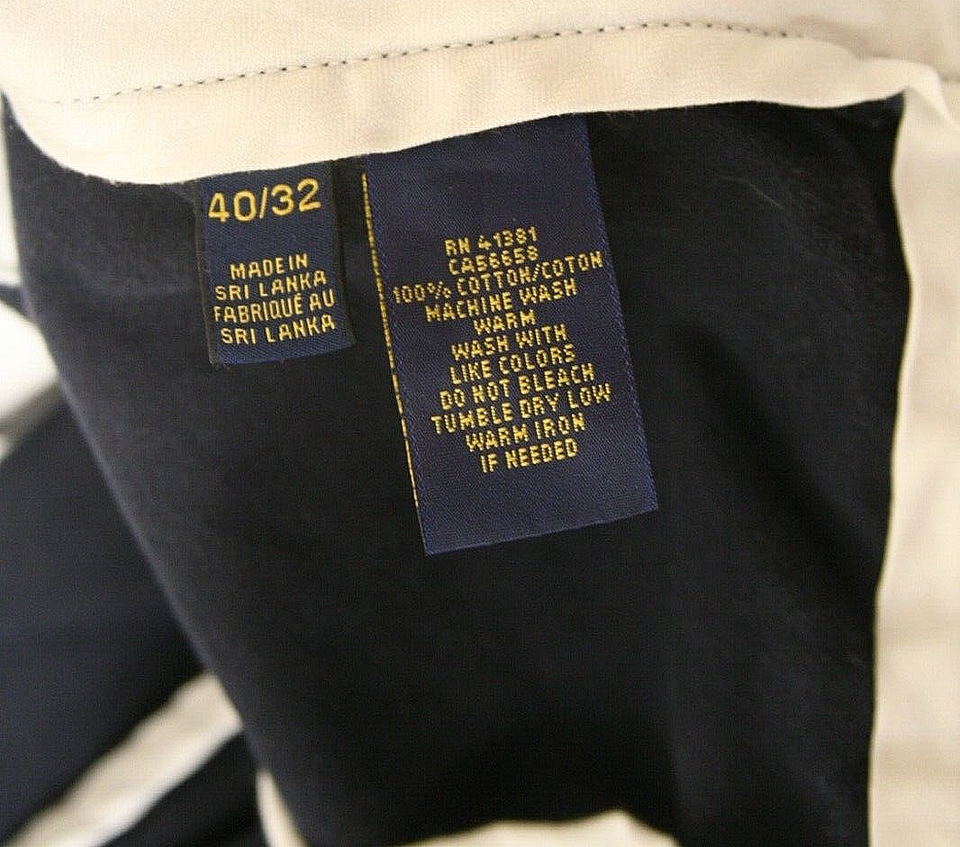 40/32
MADE IN
SRI LANKA
FABRIQUÉ AU
SRI LANKA
RN 41381
CA56658
100% COTTON/COTON
MACHINE WASH
WARM
WASH WITH
LIKE COLORS
DO NOT BLEACH
TUMBLE DRY LOW
WARM IRON
IF NEEDED